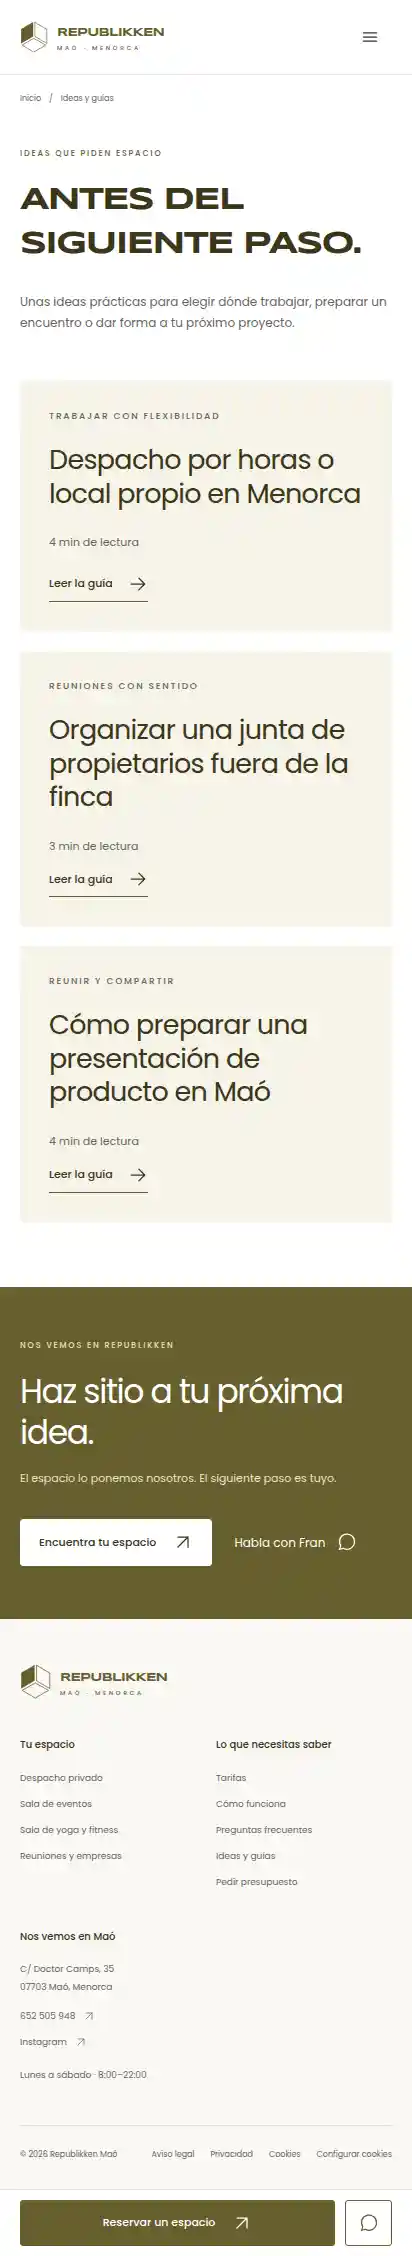 REPUBLIKKEN
MAÓ · MENORCA
Inicio / Ideas y guías
IDEAS QUE PIDEN ESPACIO
ANTES DEL
SIGUIENTE PASO.
Unas ideas prácticas para elegir dónde trabajar, preparar un
encuentro o dar forma a tu próximo proyecto.
TRABAJAR CON FLEXIBILIDAD
Despacho por horas o
local propio en Menorca
4 min de lectura
Leer la guía
REUNIONES CON SENTIDO
Organizar una junta de
propietarios fuera de la
finca
3 min de lectura
Leer la guía
REUNIR Y COMPARTIR
Cómo preparar una
presentación de
producto en Maó
4 min de lectura
Leer la guía
NOS VEMOS EN REPUBLIKKEN
Haz sitio a tu próxima
idea.
El espacio lo ponemos nosotros. El siguiente paso es tuyo.
Encuentra tu espacio
Habla con Fran
REPUBLIKKEN
MAÓ · MENORCA
Tu espacio
Despacho privado
Sala de eventos
Sala de yoga y fitness
Reuniones y empresas
Lo que necesitas saber
Tarifas
Cómo funciona
Preguntas frecuentes
Ideas y guías
Pedir presupuesto
Nos vemos en Maó
C/ Doctor Camps, 35
07703 Maó, Menorca
652 505 948
Instagram
Lunes a sábado · 8:00–22:00
© 2026 Republikken Maó Aviso legal Privacidad Cookies Configurar cookies
Reservar un espacio